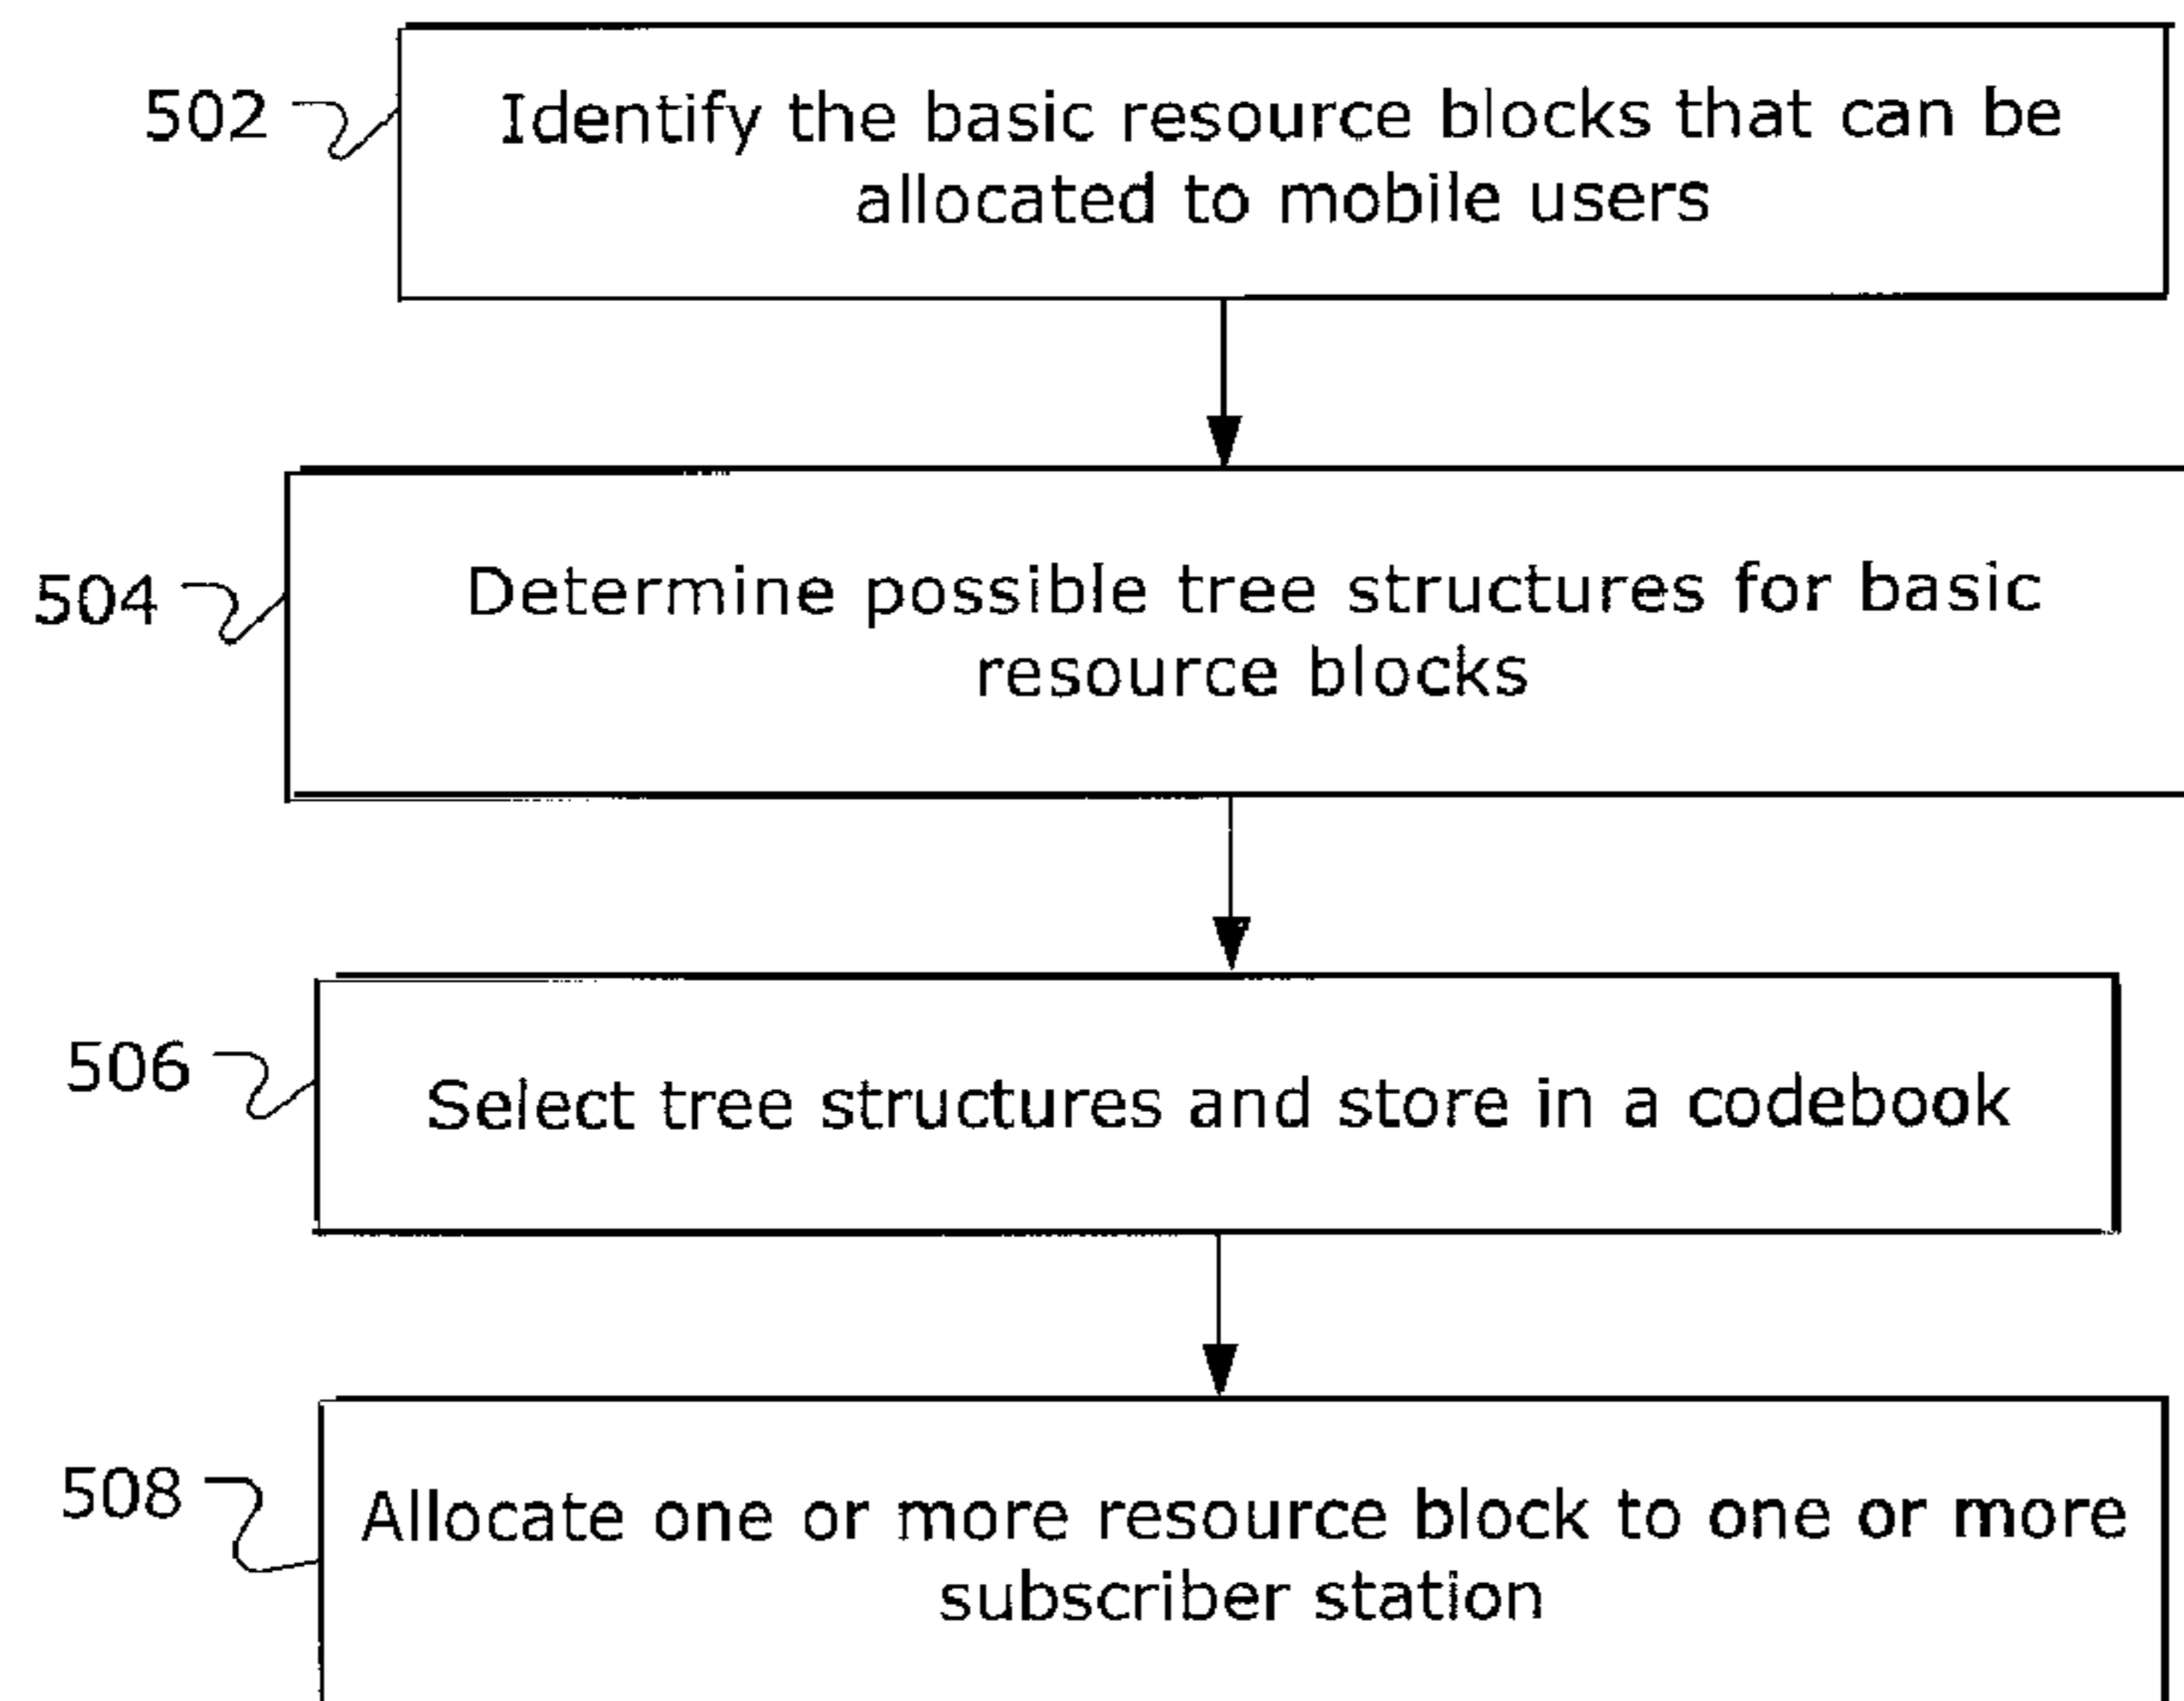 502
Identify the basic resource blocks that can be
allocated to mobile users
504
Determine possible tree structures for basic
resource blocks
506
Select tree structures and store in a codebook
508
Allocate one or more resource block to one or more
subscriber station